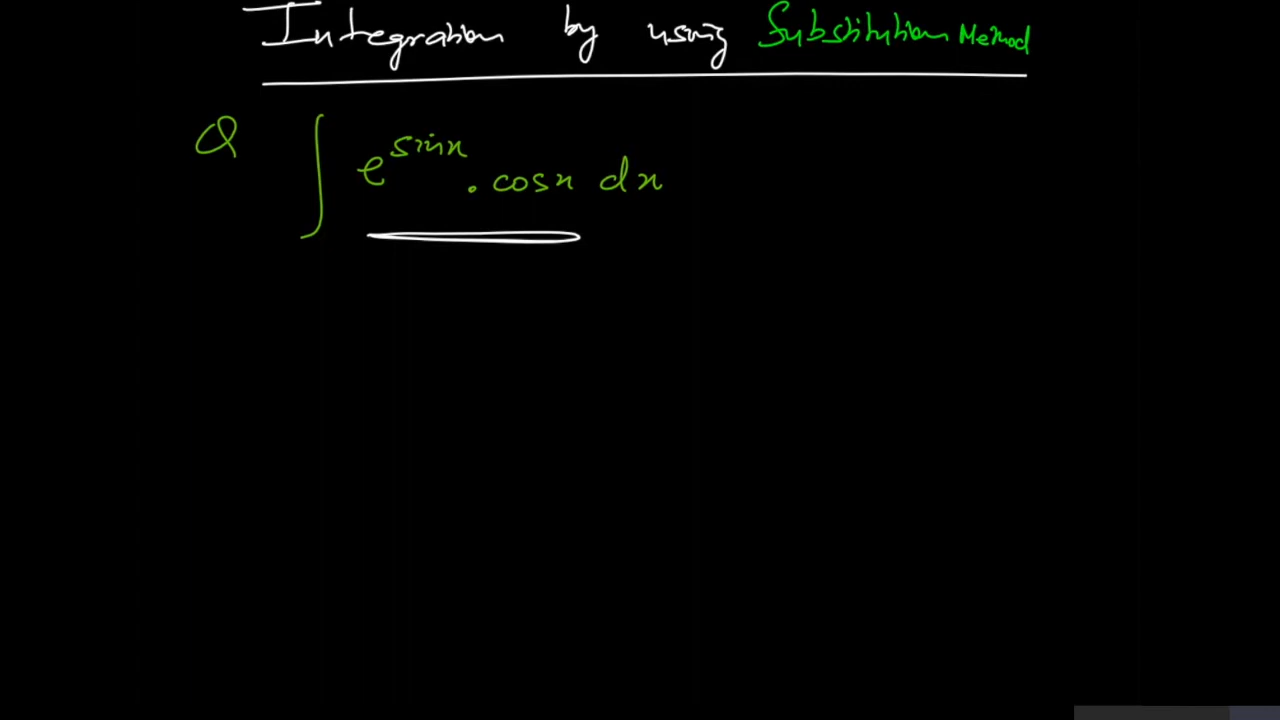 Integration by using Substitution Method
Q ∫ e^sinx . cosx dx